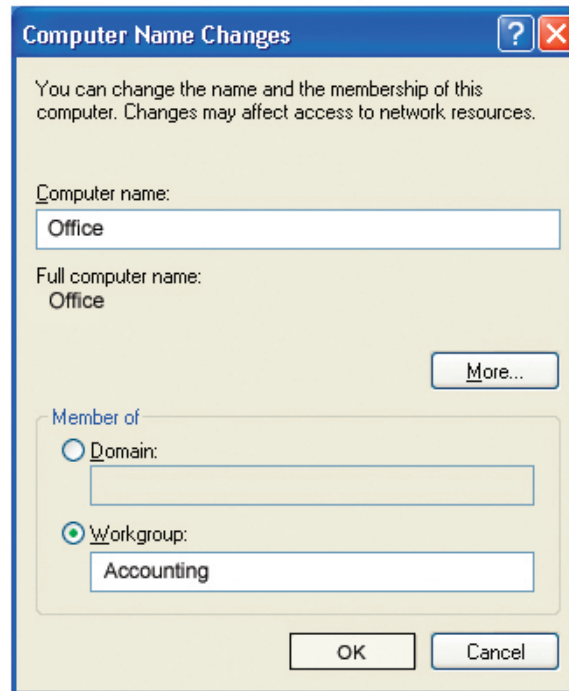 Computer Name Changes
You can change the name and the membership of this
computer. Changes may affect access to network resources.
Computer name:
Office
Full computer name:
Office
More...
Member of
Domain:
Workgroup:
Accounting
OK Cancel